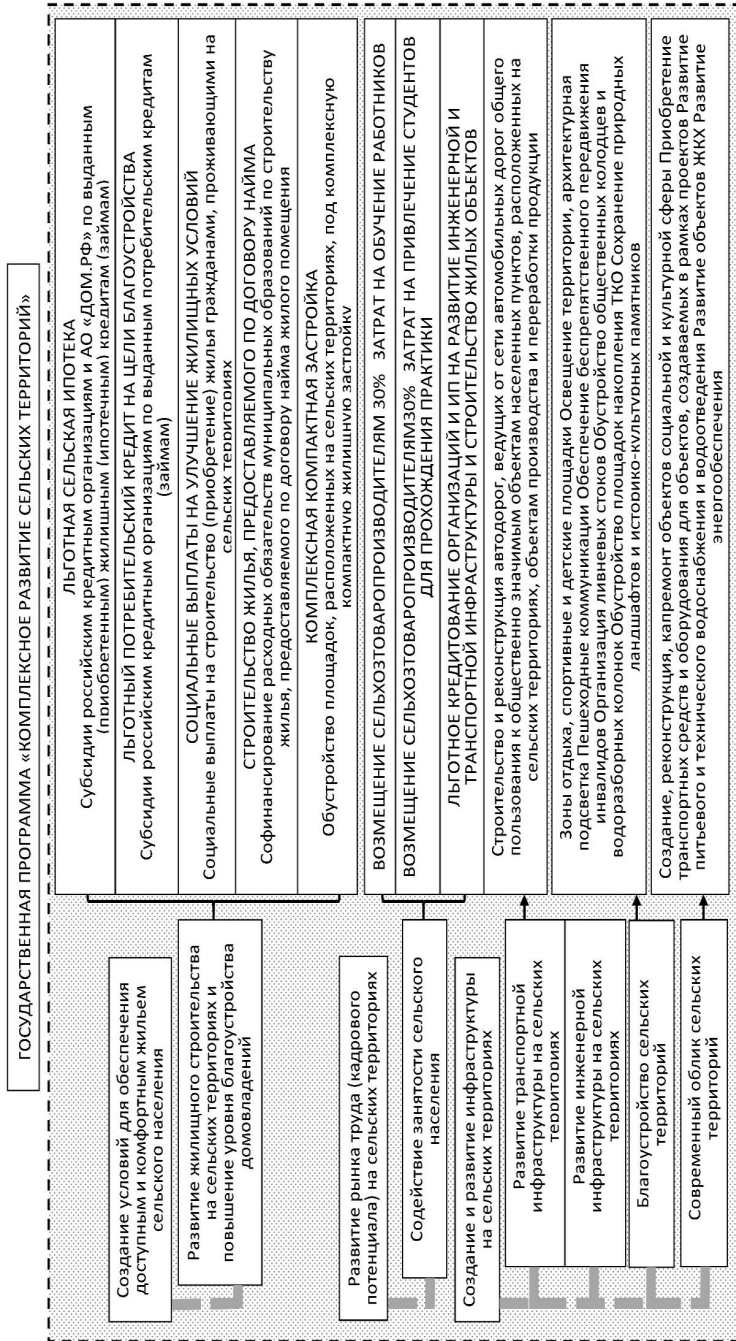 ГОСУДАРСТВЕННАЯ ПРОГРАММА «КОМПЛЕКСНОЕ РАЗВИТИЕ СЕЛЬСКИХ ТЕРРИТОРИЙ»
Создание условий для обеспечения
доступным и комфортным жильем
сельского населения
Развитие жилищного строительства
на сельских территориях и
повышение уровня благоустройства
домовладений
ЛЬГОТНАЯ СЕЛЬСКАЯ ИПОТЕКА
Субсидии российским кредитным организациям и АО «ДОМ.РФ» по выданным
(приобретенным) жилищным (ипотечным) кредитам (займам)
ЛЬГОТНЫЙ ПОТРЕБИТЕЛЬСКИЙ КРЕДИТ НА ЦЕЛИ БЛАГОУСТРОЙСТВА
Субсидии российским кредитным организациям по выданным потребительским кредитам
(займам)
СОЦИАЛЬНЫЕ ВЫПЛАТЫ НА УЛУЧШЕНИЕ ЖИЛИЩНЫХ УСЛОВИЙ
Социальные выплаты на строительство (приобретение) жилья гражданами, проживающими на
сельских территориях
СТРОИТЕЛЬСТВО ЖИЛЬЯ, ПРЕДОСТАВЛЯЕМОГО ПО ДОГОВОРУ НАЙМА
Софинансирование расходных обязательств муниципальных образований по строительству
жилья, предоставляемого по договору найма жилого помещения
КОМПЛЕКСНАЯ КОМПАКТНАЯ ЗАСТРОЙКА
Обустройство площадок, расположенных на сельских территориях, под комплексную
компактную жилищную застройку
Развитие рынка труда (кадрового
потенциала) на сельских территориях
Содействие занятости сельского
населения
ВОЗМЕЩЕНИЕ СЕЛЬХОЗТОВАРОПРОИЗВОДИТЕЛЯМ 30% ЗАТРАТ НА ОБУЧЕНИЕ РАБОТНИКОВ
ВОЗМЕЩЕНИЕ СЕЛЬХОЗТОВАРОПРОИЗВОДИТЕЛЯМ30% ЗАТРАТ НА ПРИВЛЕЧЕНИЕ СТУДЕНТОВ
ДЛЯ ПРОХОЖДЕНИЯ ПРАКТИКИ
ЛЬГОТНОЕ КРЕДИТОВАНИЕ ОРГАНИЗАЦИЙ И ИП НА РАЗВИТИЕ ИНЖЕНЕРНОЙ И
ТРАНСПОРТНОЙ ИНФРАСТРУКТУРЫ И СТРОИТЕЛЬСТВО ЖИЛЫХ ОБЪЕКТОВ
Создание и развитие инфраструктуры
на сельских территориях
Развитие транспортной
инфраструктуры на сельских
территориях
Строительство и реконструкция автодорог, ведущих от сети автомобильных дорог общего
пользования к общественно значимым объектам населенных пунктов, расположенных на
сельских территориях, объектам производства и переработки продукции
Развитие инженерной
инфраструктуры на сельских
территориях
Благоустройство сельских
территорий
Зоны отдыха, спортивные и детские площадки Освещение территории, архитектурная
подсветка Пешеходные коммуникации Обеспечение беспрепятственного передвижения
инвалидов Организация ливневых стоков Обустройство общественных колодцев и
водоразборных колонок Обустройство площадок накопления ТКО Сохранение природных
ландшафтов и историко-культурных памятников
Современный облик сельских
территорий
Создание, реконструкция, капремонт объектов социальной и культурной сферы Приобретение
транспортных средств и оборудования для объектов, создаваемых в рамках проектов Развитие
питьевого и технического водоснабжения и водоотведения Развитие объектов ЖКХ Развитие
энергообеспечения